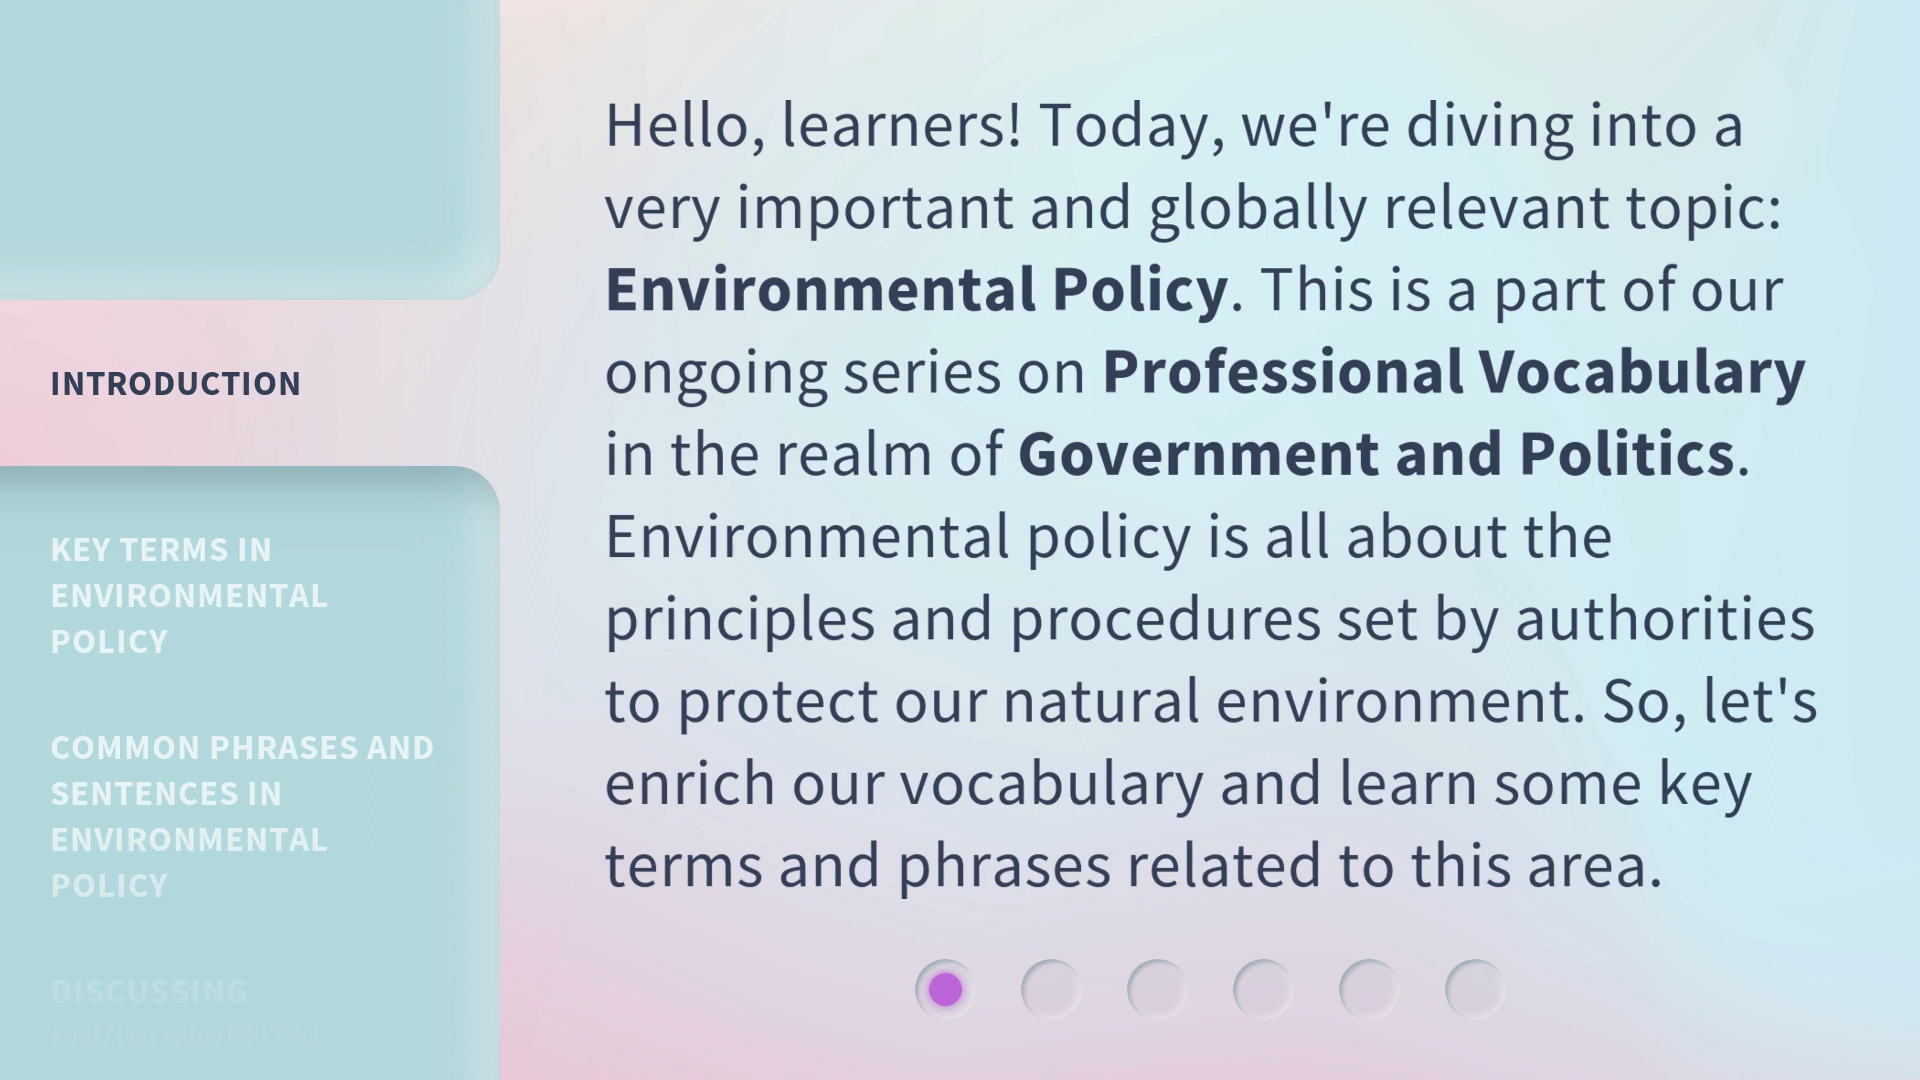 INTRODUCTION
KEY TERMS IN
ENVIRONMENTAL
POLICY
COMMON PHRASES AND
SENTENCES IN
ENVIRONMENTAL
POLICY
DISCUSSING
ENVIRONMENTAL
Hello, learners! Today, we're diving into a
very important and globally relevant topic:
Environmental Policy. This is a part of our
ongoing series on Professional Vocabulary
in the realm of Government and Politics.
Environmental policy is all about the
principles and procedures set by authorities
to protect our natural environment. So, let's
enrich our vocabulary and learn some key
terms and phrases related to this area.